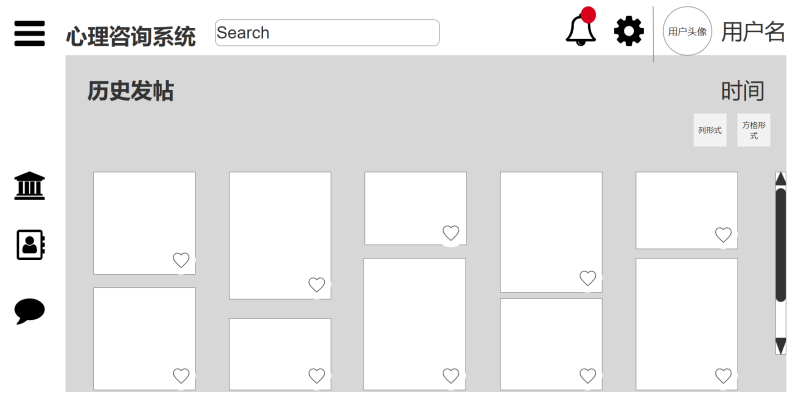 心理咨询系统
Search
用户头像
用户名
历史发帖
时间
列形式
方格形
式